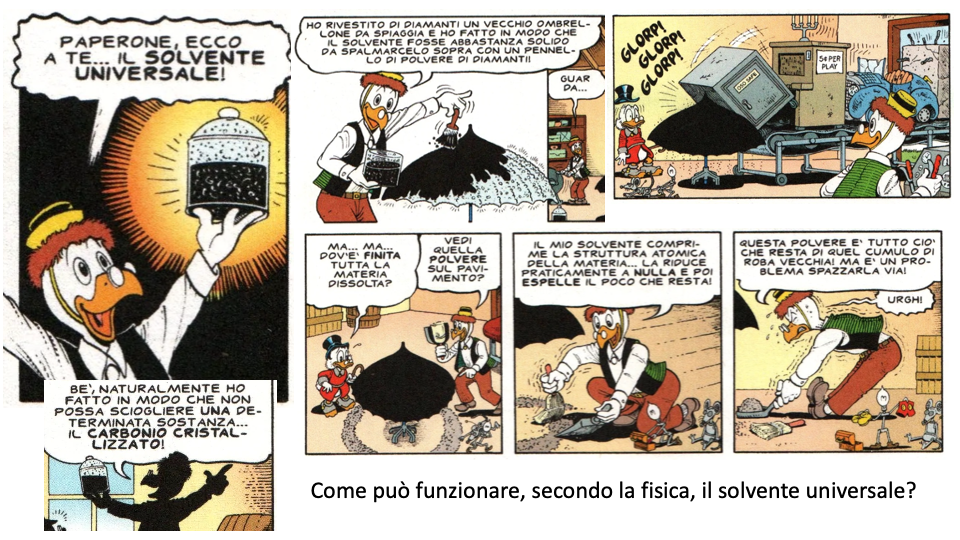 PAPERONE, ECCO
A TE... IL SOLVENTE
UNIVERSALE!
HO RIVESTITO DI DIAMANTI UN VECCHIO OMBREL-
LONE DA SPIAGGIA E HO FATTO IN MODO CHE
IL SOLVENTE FOSSE ABBASTANZA SOLIDO
DA SPALMARCELO SOPRA CON UN PENNEL-
LO DI POLVERE DI DIAMANTI!
GUAR
DA...
GLORP!
GLORP!
GLORP!
OSO SAFE
5¢ PER
PLAY
BE', NATURALMENTE HO
FATTO IN MODO CHE NON
POSSA SCIOGLIERE UNA DE-
TERMINATA SOSTANZA...
IL CARBONIO CRISTAL-
LIZZATO!
MA... MA...
DOV'E' FINITA
TUTTA LA
MATERIA
DISSOLTA?
VEDI
QUELLA
POLVERE
SUL PAVI-
MENTO?
IL MIO SOLVENTE COMPRI-
ME LA STRUTTURA ATOMICA
DELLA MATERIA... LA RIDUCE
PRATICAMENTE A NULLA E POI
ESPELLE IL POCO CHE RESTA!
QUESTA POLVERE E' TUTTO CIO'
CHE RESTA DI QUEL CUMULO DI
ROBA VECCHIA! MA E' UN PRO-
BLEMA SPAZZARLA VIA!
URGH!
Come può funzionare, secondo la fisica, il solvente universale?